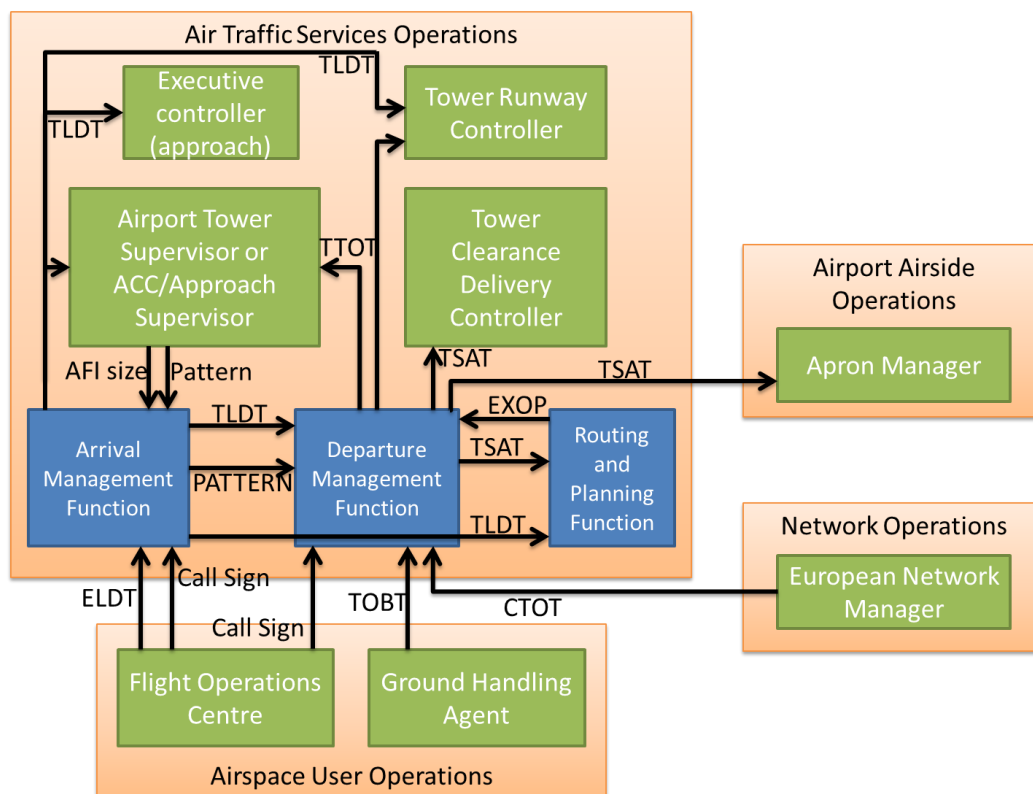 Air Traffic Services Operations
TLDT
Executive
controller
(approach)
Tower Runway
Controller
TLDT
Airport Tower
Supervisor or
ACC/Approach
Supervisor
TTOT
Tower
Clearance
Delivery
Controller
Airport Airside
Operations
Apron Manager
AFI size
Pattern
TSAT
TSAT
EXOP
TLDT
Arrival
Management
Function
Departure
Management
Function
Routing
and
Planning
Function
TSAT
PATTERN
TLDT
Network Operations
European Network
Manager
Call Sign
ELDT
TOBT
CTOT
Call Sign
Flight Operations
Centre
Ground Handling
Agent
Airspace User Operations